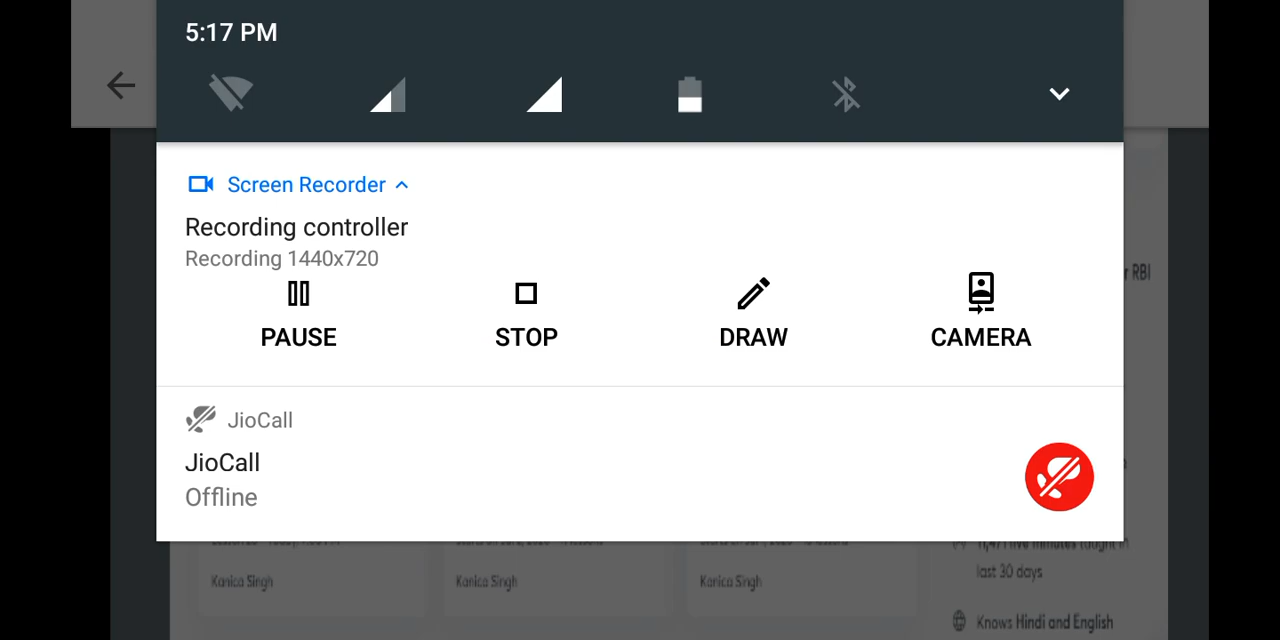 5:17 PM
Screen Recorder
Recording controller
Recording 1440x720
PAUSE
STOP
DRAW
CAMERA
r RBI
JioCall
JioCall
Offline
Kanica Singh
Kanica Singh
Kanica Singh
last 30 days
Knows Hindi and English